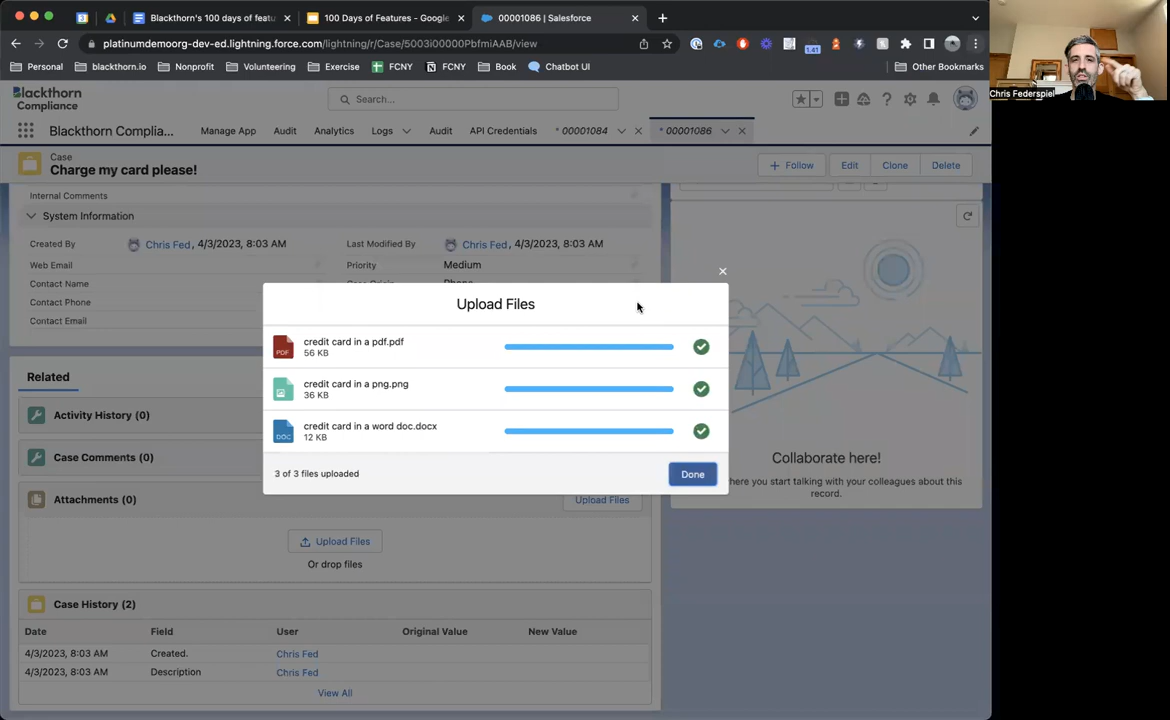 Blackthorn's 100 days of featu
100 Days of Features - Google
00001086 | Salesforce
platinumdemoorg-dev-ed.lightning.force.com/lightning/r/Case/5003i00000PbfmiAAB/view
1.41
Personal
blackthorn.io
Nonprofit
Volunteering
Exercise
FCNY
FCNY
Book
Chatbot UI
Other Bookmarks
Chris Federspiel
Blackthorn
Compliance
Search...
Blackthorn Complia...
Manage App
Audit
Analytics
Logs
Audit
API Credentials
* 00001084
* 00001086
Case
Charge my card please!
+ Follow
Edit
Clone
Delete
Internal Comments
System Information
Created By
Chris Fed, 4/3/2023, 8:03 AM
Last Modified By
Chris Fed, 4/3/2023, 8:03 AM
Web Email
Priority
Medium
Contact Name
Contact Phone
Contact Email
Upload Files
PDF
credit card in a pdf.pdf
56 KB
credit card in a png.png
36 KB
DOC
credit card in a word doc.docx
12 KB
3 of 3 files uploaded
Done
Related
Activity History (0)
Case Comments (0)
Attachments (0)
Upload Files
Upload Files
Or drop files
Case History (2)
Date
Field
User
Original Value
New Value
4/3/2023, 8:03 AM
Created.
Chris Fed
4/3/2023, 8:03 AM
Description
Chris Fed
View All
Collaborate here!
here you start talking with your colleagues about this
record.